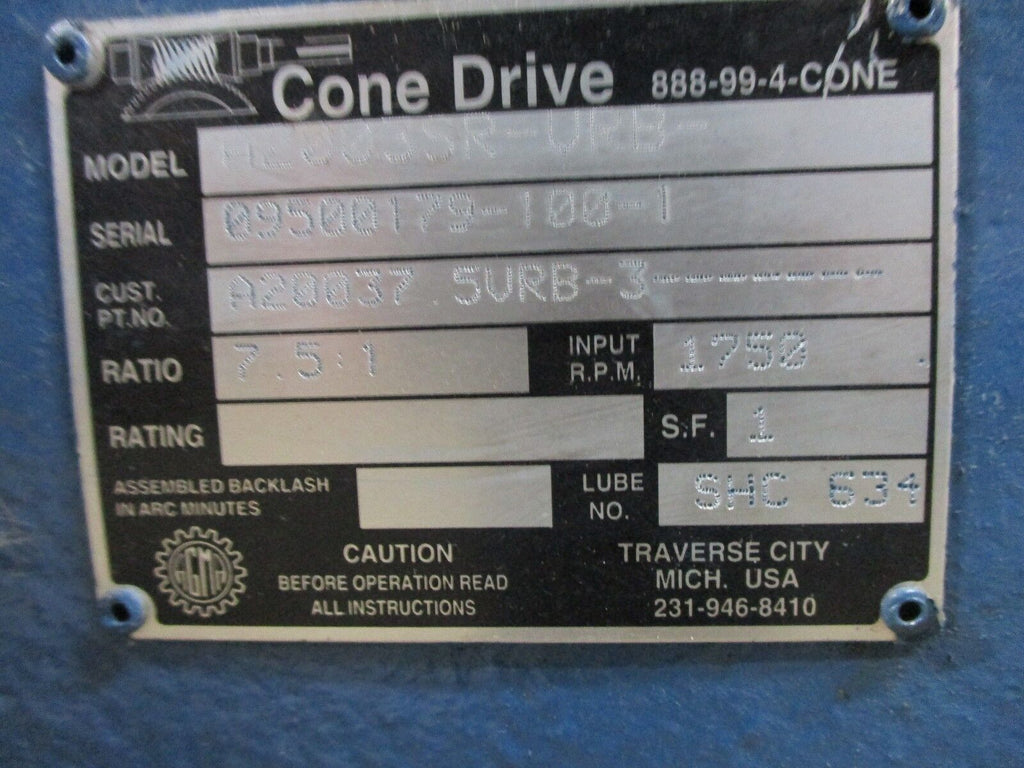 Cone Drive 888-99-4-CONE
MODEL
SERIAL 09500179-100-1
CUST. PT.NO. A20037.5VRB-3-------
RATIO 7.5:1 INPUT R.P.M. 1750
RATING S.F. 1
ASSEMBLED BACKLASH IN ARC MINUTES LUBE NO. SHC 634
AGMA
CAUTION
BEFORE OPERATION READ
ALL INSTRUCTIONS
TRAVERSE CITY
MICH. USA
231-946-8410